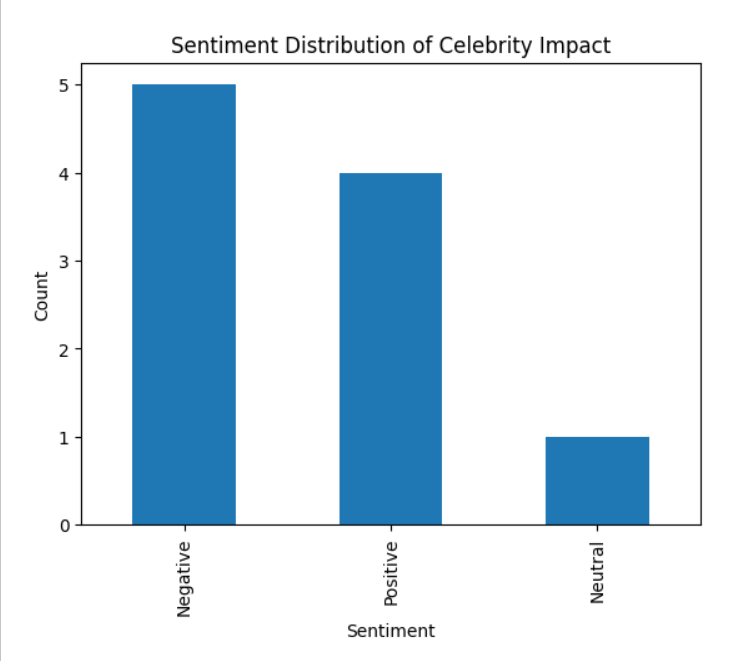 Sentiment Distribution of Celebrity Impact
5
4
3
2
1
0
Count
Negative
Positive
Neutral
Sentiment